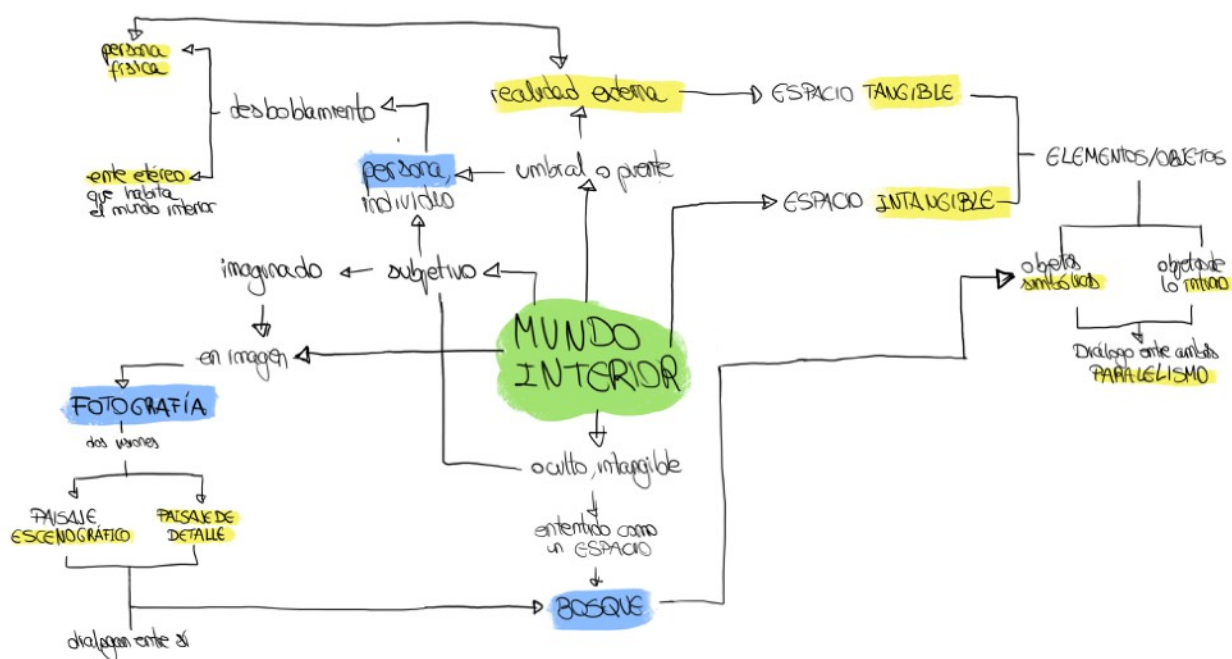 persona
física
desboblamiento
ente etéreo
que habita
el mundo interior
realidad externa
persona,
individuo
umbral o puente
ESPACIO TANGIBLE
ESPACIO INTANGIBLE
ELEMENTOS/OBJETOS
objetos
simbólicos
objetos de
lo íntimo
Diálogo entre ambos
PARALELISMO
imaginado
subjetivo
en imagen
MUNDO
INTERIOR
FOTOGRAFÍA
dos visiones
PAISAJE
ESCENOGRÁFICO
PAISAJE DE
DETALLE
dialogan entre sí
oculto, intangible
entendido como
un ESPACIO
BOSQUE